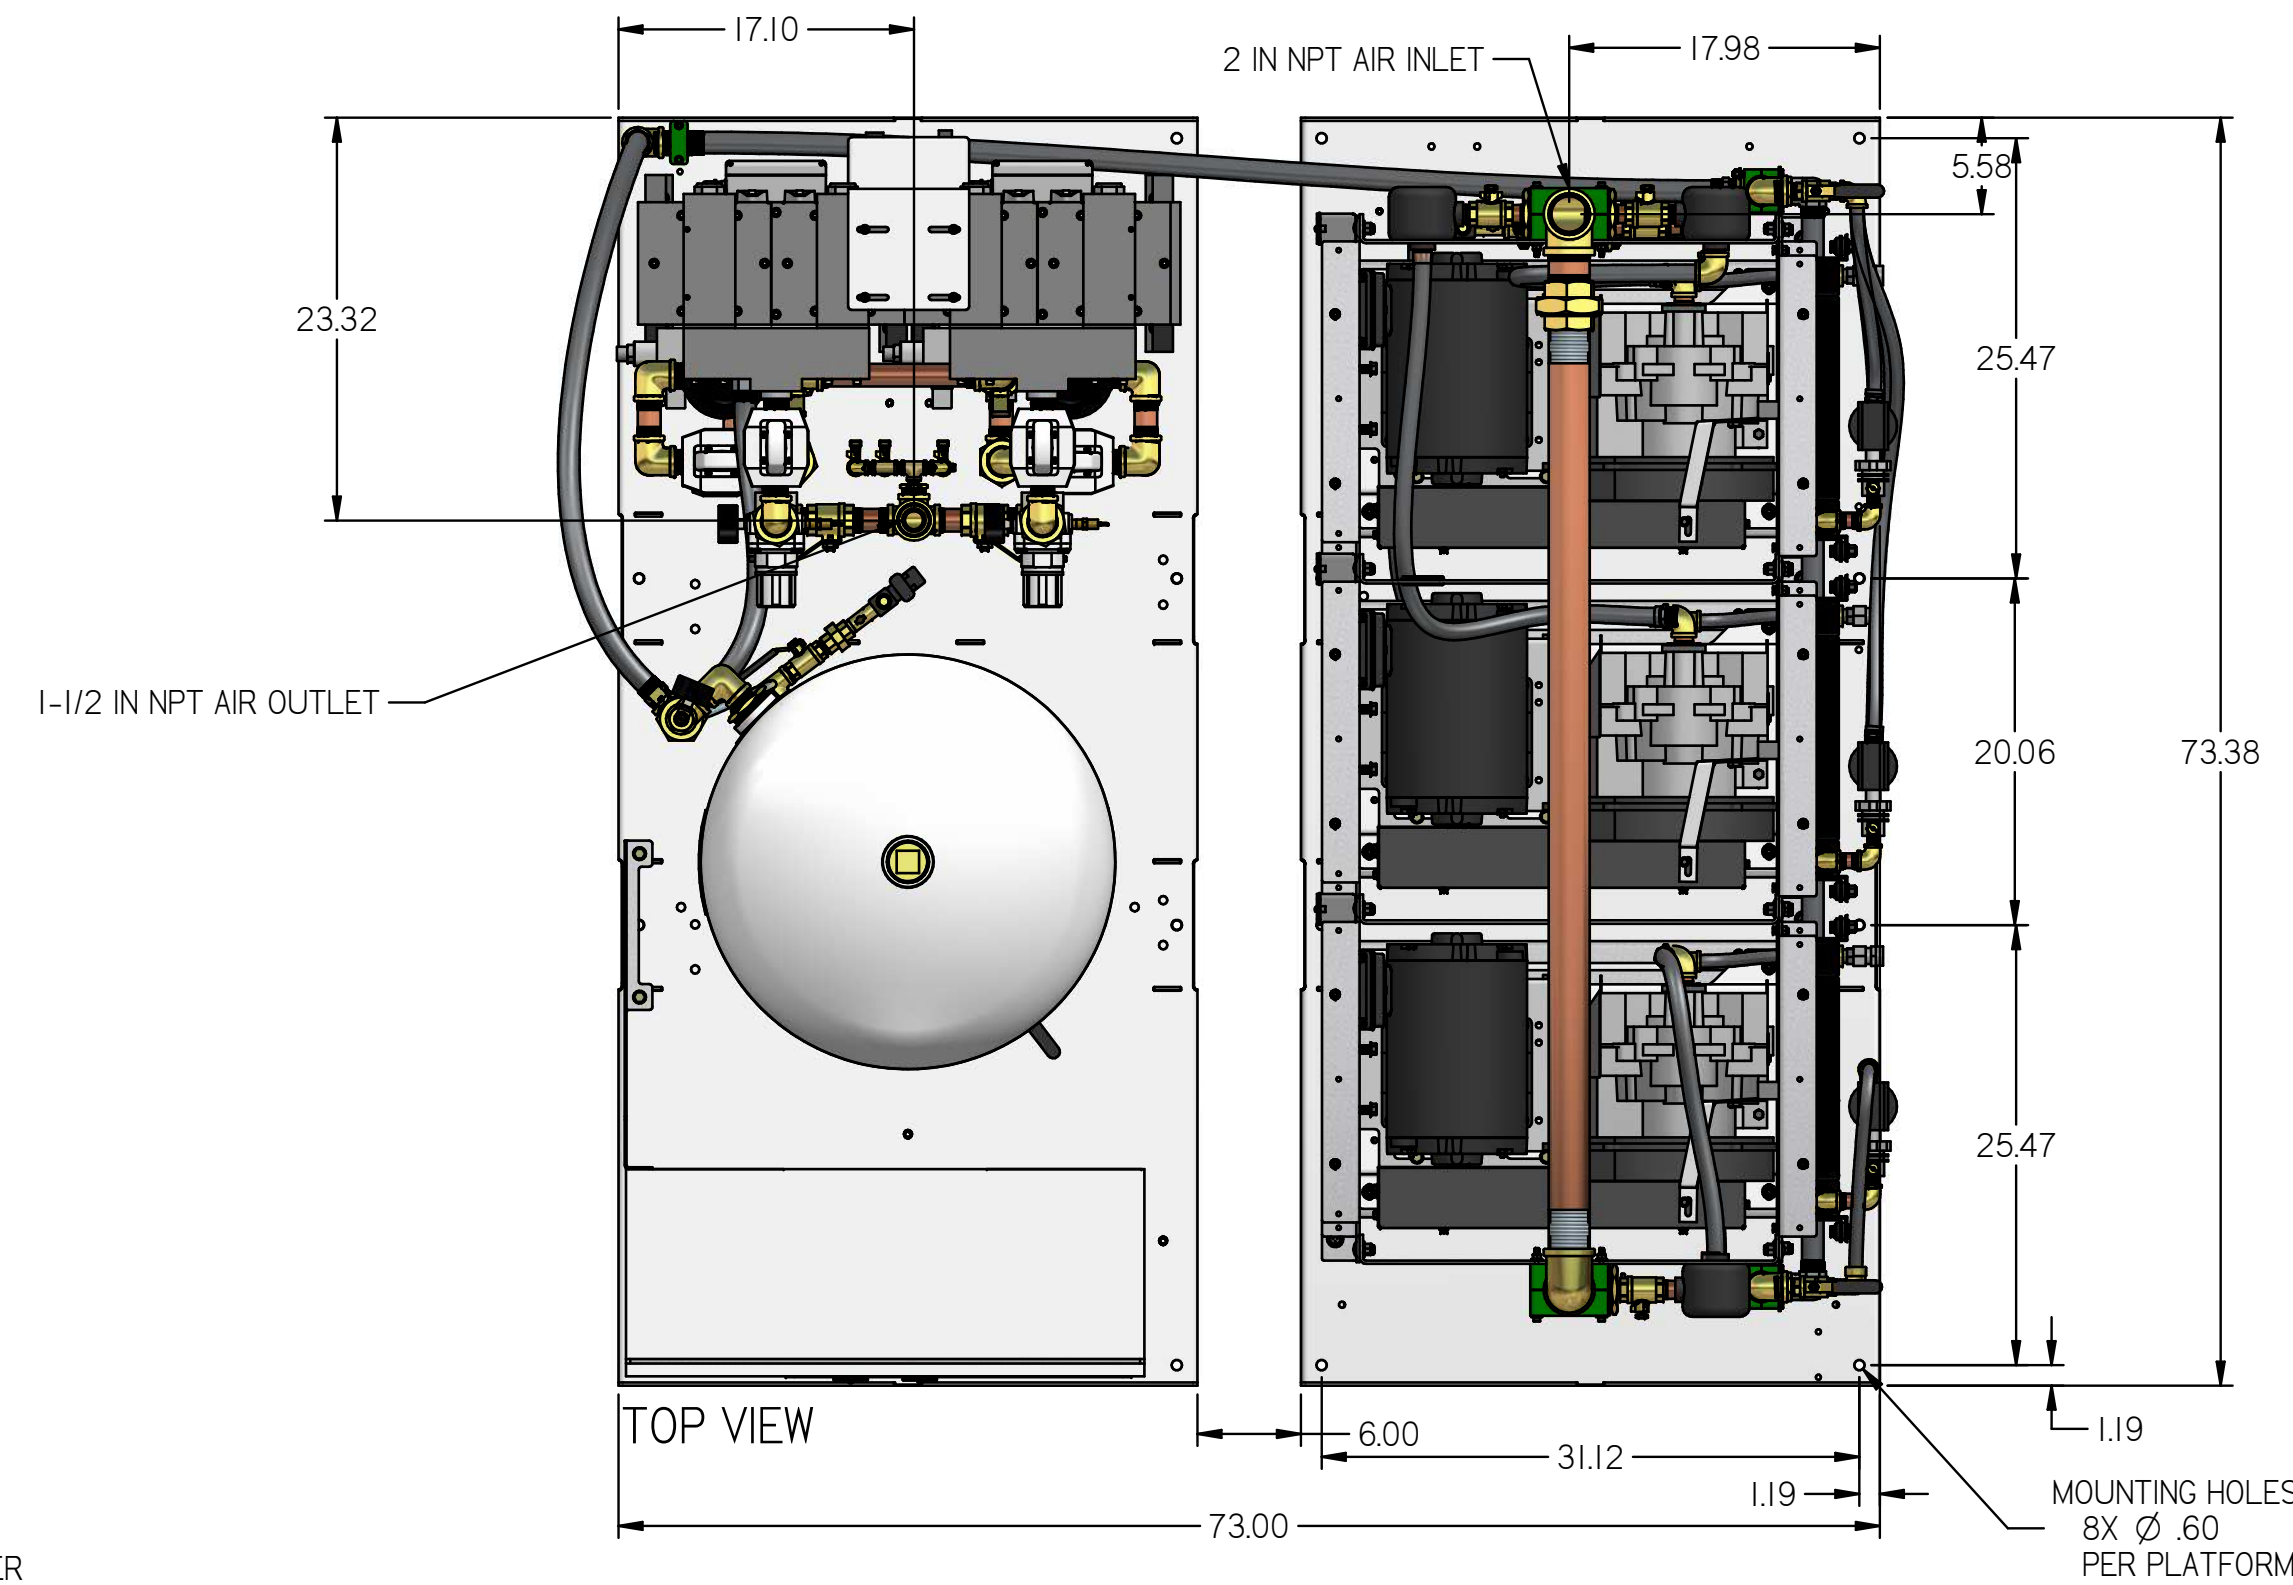 17.10
2 IN NPT AIR INLET
17.98
5.58
23.32
25.47
1-1/2 IN NPT AIR OUTLET
20.06
73.38
25.47
TOP VIEW
6.00
31.12
1.19
1.19
73.00
MOUNTING HOLES
8X Ø .60
PER PLATFORM
ER